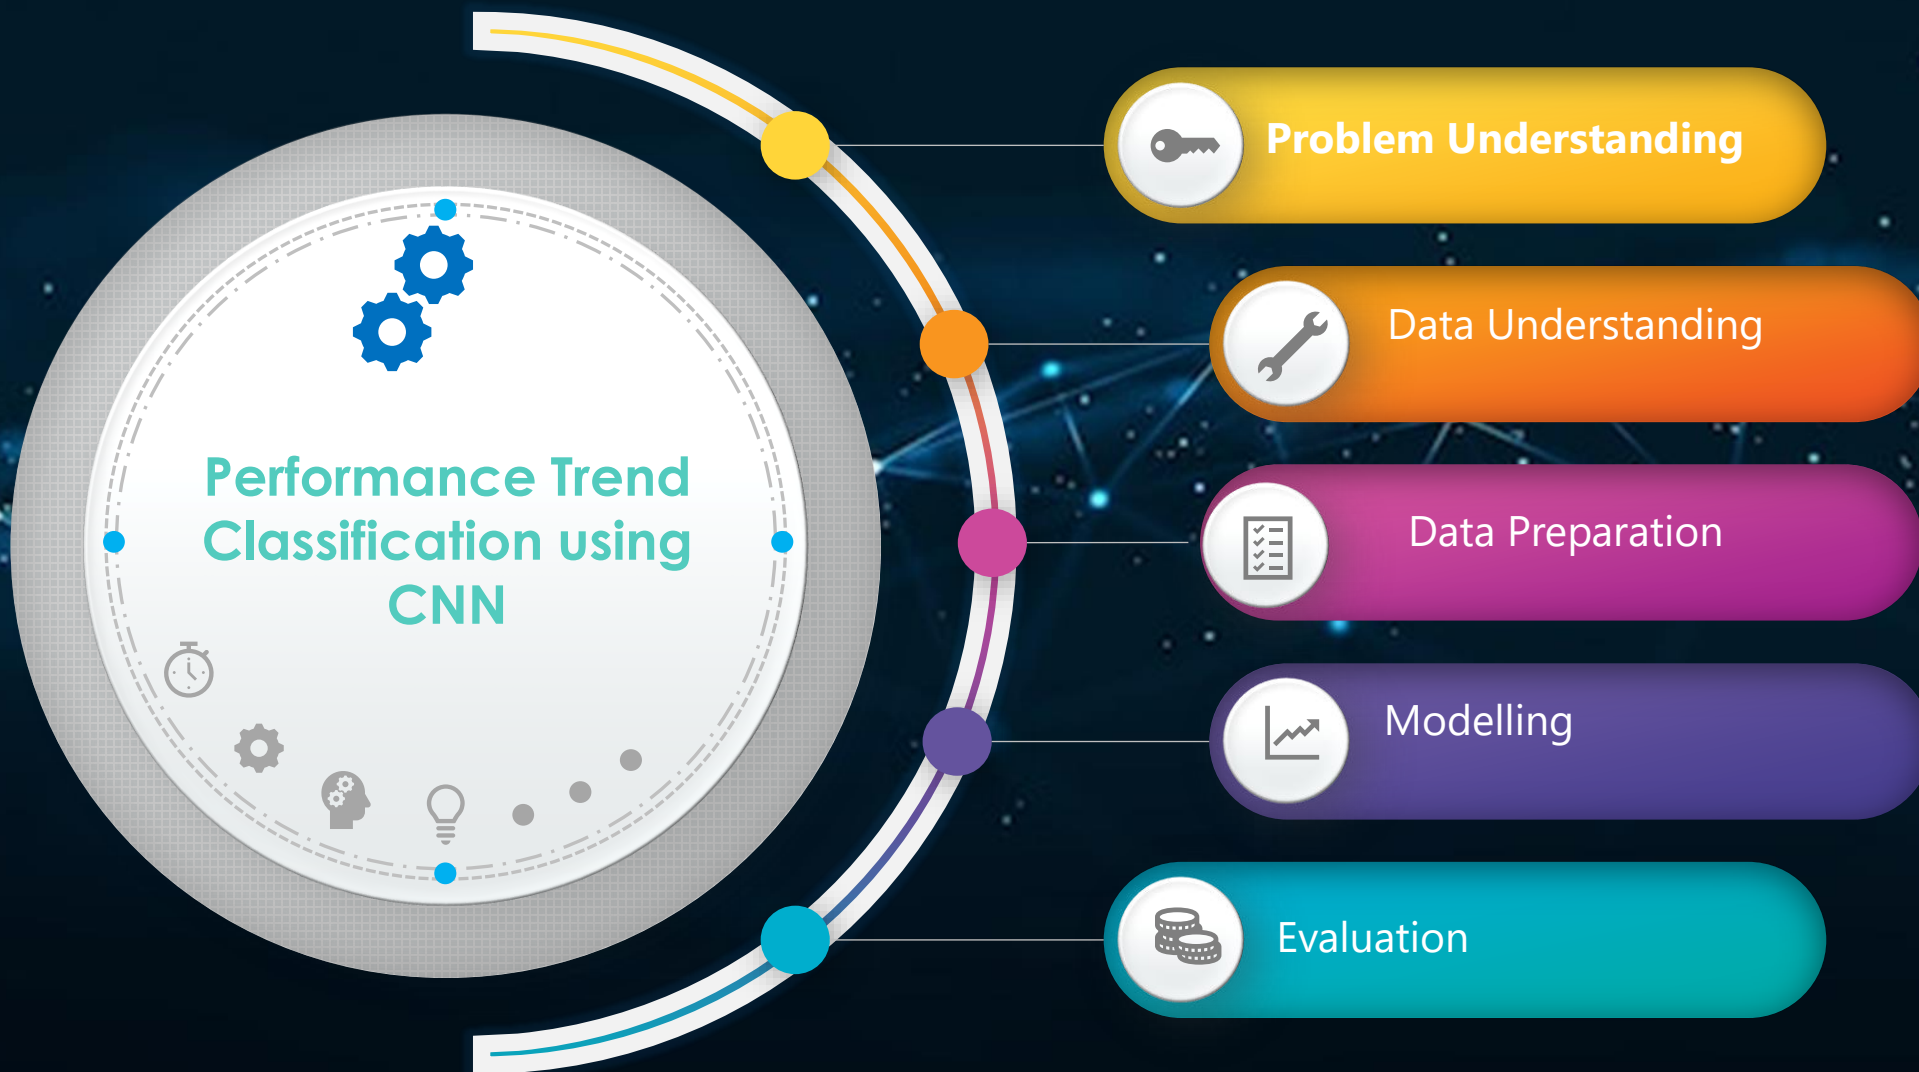 Performance Trend
Classification using
CNN
Problem Understanding
Data Understanding
Data Preparation
Modelling
Evaluation